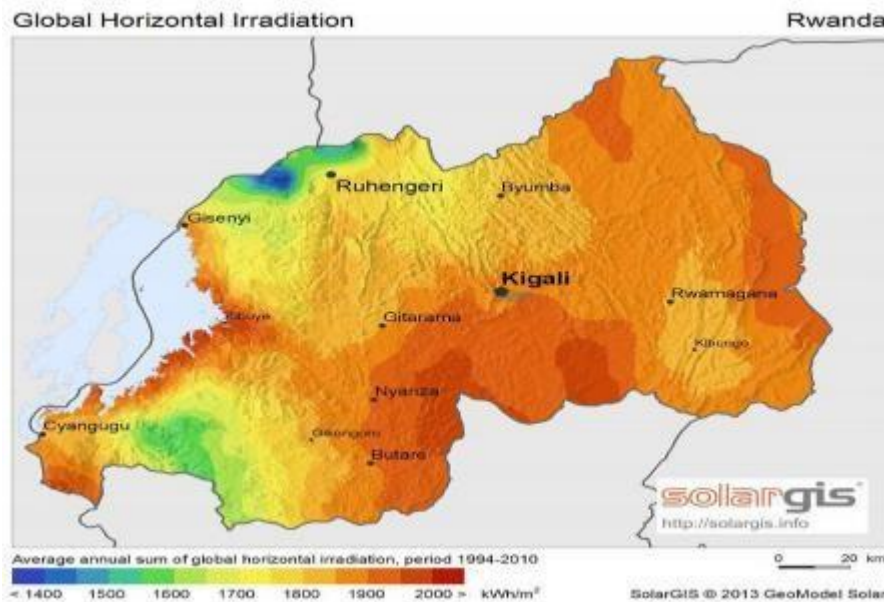 Global Horizontal Irradiation
Rwanda
Ruhengeri
Byumba
Gisenyi
Kigali
Rwamagana
Kibuye
Gitarama
Kibungo
Nyanza
Cyangugu
Gikongoro
Butare
solargis
http://solargis.info
Average annual sum of global horizontal irradiation, period 1994-2010
0 20 km
< 1400 1500 1600 1700 1800 1900 2000 > kWh/m²
SolarGIS © 2013 GeoModel Solar